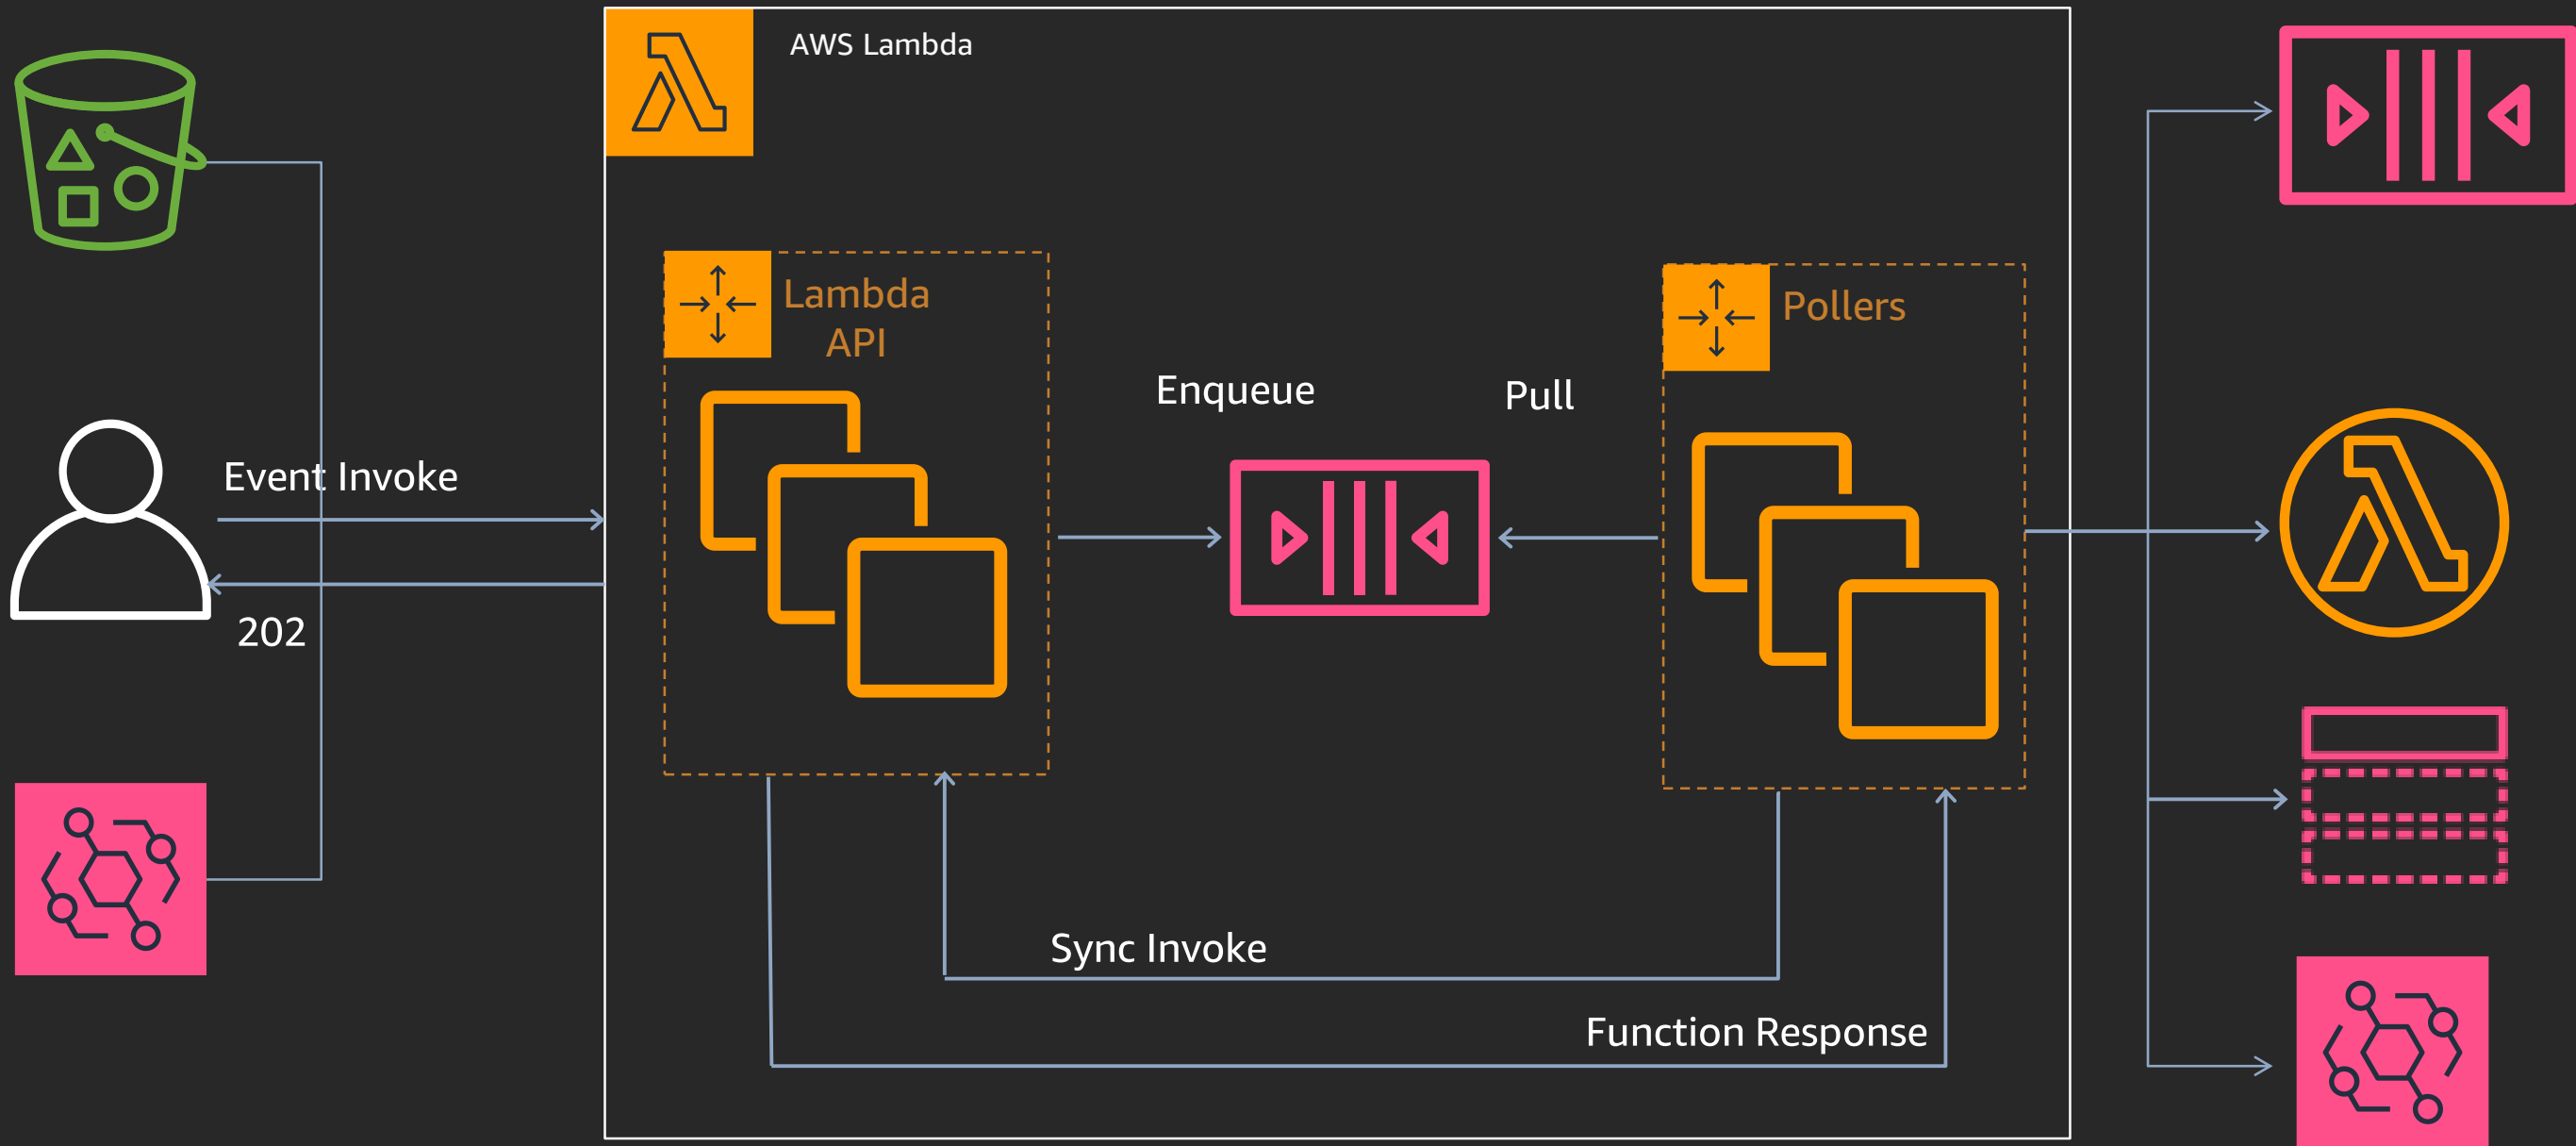 AWS Lambda
Lambda
API
Pollers
Enqueue
Pull
Event Invoke
202
Sync Invoke
Function Response